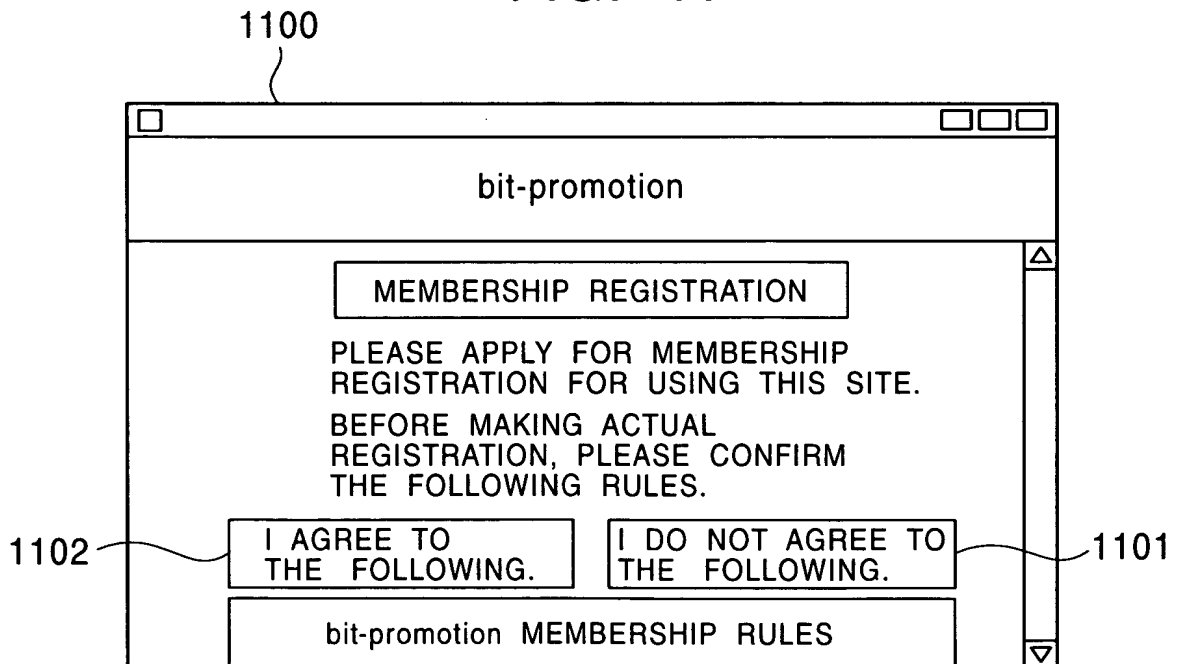 1100
bit-promotion
MEMBERSHIP REGISTRATION
PLEASE APPLY FOR MEMBERSHIP
REGISTRATION FOR USING THIS SITE.
BEFORE MAKING ACTUAL
REGISTRATION, PLEASE CONFIRM
THE FOLLOWING RULES.
1102
I AGREE TO
THE FOLLOWING.
I DO NOT AGREE TO
THE FOLLOWING.
1101
bit-promotion MEMBERSHIP RULES